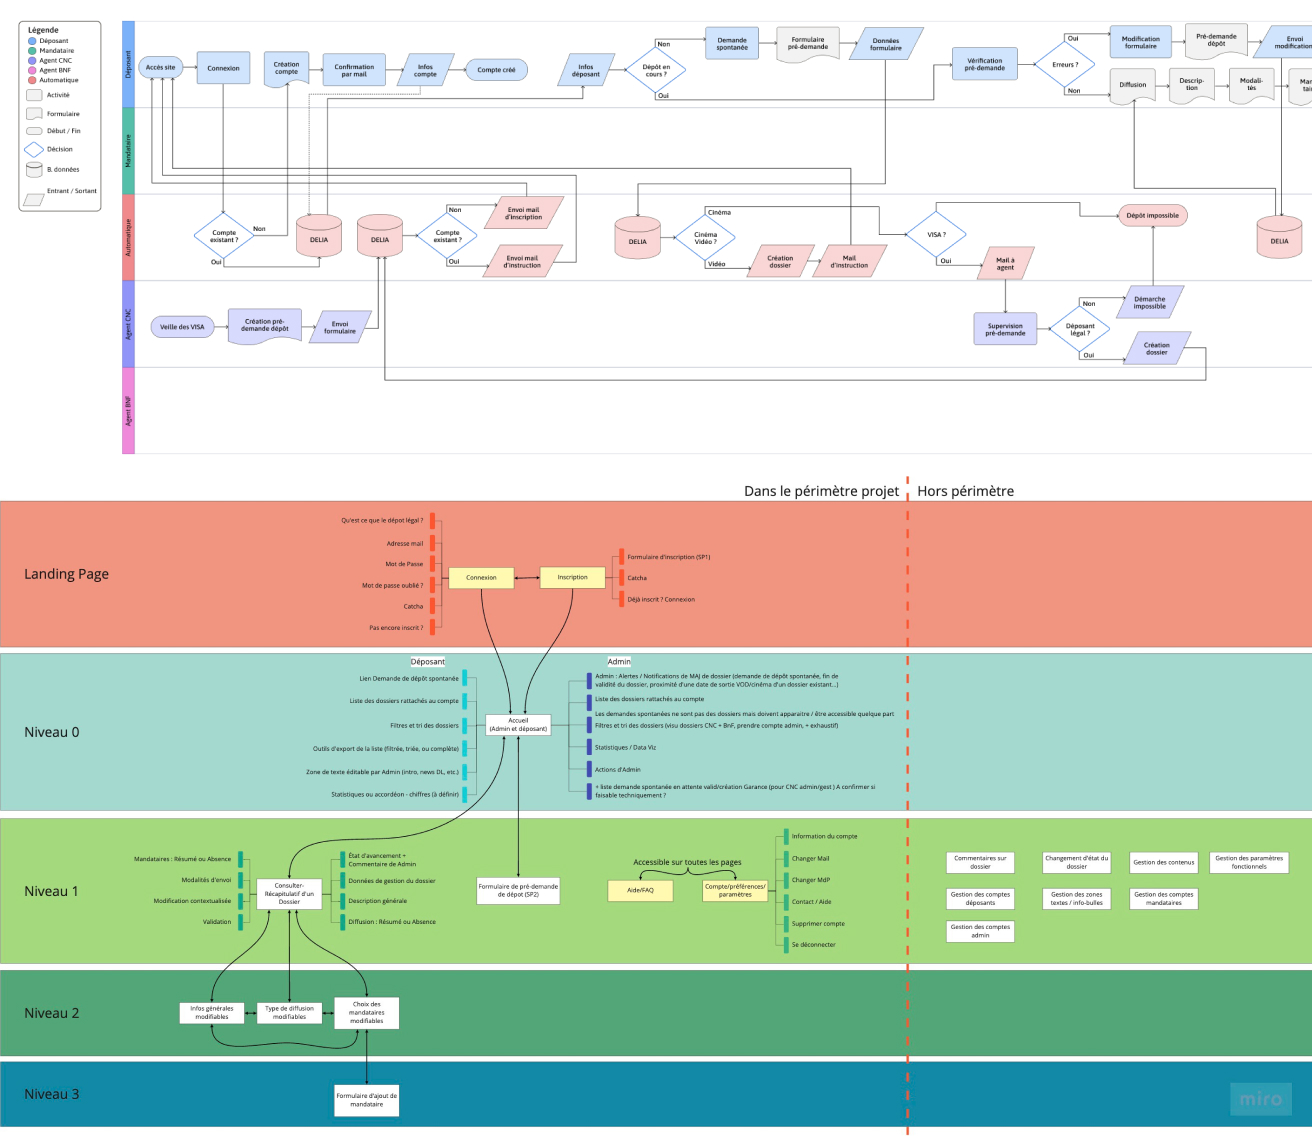 Légende
Déposant
Mandataire
Agent CNC
Agent BNF
Automatique
Activité
Formulaire
Début / Fin
Décision
B. données
Entrant / Sortant
Déposant
Accès site
Connexion
Création
compte
Confirmation
par mail
Infos
compte
Compte créé
Infos
déposant
Dépôt en
cours ?
Non
Oui
Demande
spontanée
Formulaire
pré-demande
Données
formulaire
Vérification
pré-demande
Erreurs ?
Oui
Non
Modification
formulaire
Pré-demande
dépôt
Envoi
Diffusion
Descrip-
tion
Modali-
tés
Mandataire
Automatique
Compte
existant ?
Non
Oui
DELIA
DELIA
Compte
existant ?
Non
Oui
Envoi mail
d'inscription
Envoi mail
d'instruction
DELIA
Cinéma
Cinéma
Vidéo ?
Vidéo
Création
dossier
Mail
d'instruction
VISA ?
Oui
Mail à
agent
Dépôt impossible
DELIA
Agent CNC
Veille des VISA
Création pré-
demande dépôt
Envoi
formulaire
Supervision
pré-demande
Déposant
légal ?
Non
Oui
Démarche
impossible
Création
dossier
Agent BNF
Dans le périmètre projet
Hors périmètre
Landing Page
Qu'est ce que le dépot légal ?
Adresse mail
Mot de Passe
Mot de passe oublié ?
Catcha
Pas encore inscrit ?
Connexion
Inscription
Formulaire d'inscription (SP1)
Catcha
Déjà inscrit ? Connexion
Niveau 0
Déposant
Lien Demande de dépôt spontanée
Liste des dossiers rattachés au compte
Filtres et tri des dossiers
Outils d'export de la liste (filtrée, triée, ou complète)
Zone de texte éditable par Admin (intro, news DL, etc.)
Statistiques ou accordéon - chiffres (à définir)
Accueil
(Admin et déposant)
Admin
Admin : Alertes / Notifications de MAJ de dossier (demande de dépôt spontanée, fin de
validité du dossier, proximité d'une date de sortie VOD/cinéma d'un dossier existant...)
Liste des dossiers rattachés au compte
Les demandes spontanées ne sont pas des dossiers mais doivent apparaitre / être accessible quelque part
Filtres et tri des dossiers (visu dossiers CNC + BnF, prendre compte admin, + exhaustif)
Statistiques / Data Viz
Actions d'Admin
+ liste demande spontanée en attente valid/création Garance (pour CNC admin/gest ) A confirmer si
faisable techniquement ?
Niveau 1
Mandataires : Résumé ou Absence
Modalités d'envoi
Modification contextualisée
Validation
Consulter-
Récapitulatif d'un
Dossier
État d'avancement +
Commentaire de Admin
Données de gestion du dossier
Description générale
Diffusion : Résumé ou Absence
Formulaire de pré-demande
de dépot (SP2)
Accessible sur toutes les pages
Aide/FAQ
Compte/préférences/
paramètres
Information du compte
Changer Mail
Changer MdP
Contact / Aide
Supprimer compte
Se déconnecter
Commentaires sur
dossier
Changement d'état du
dossier
Gestion des contenus
Gestion des paramètres
fonctionnels
Gestion des comptes
déposants
Gestion des zones
textes / info-bulles
Gestion des comptes
mandataires
Gestion des comptes
admin
Niveau 2
Infos générales
modifiables
Type de diffusion
modifiables
Choix des
mandataires
modifiables
Niveau 3
Formulaire d'ajout de
mandataire
miro